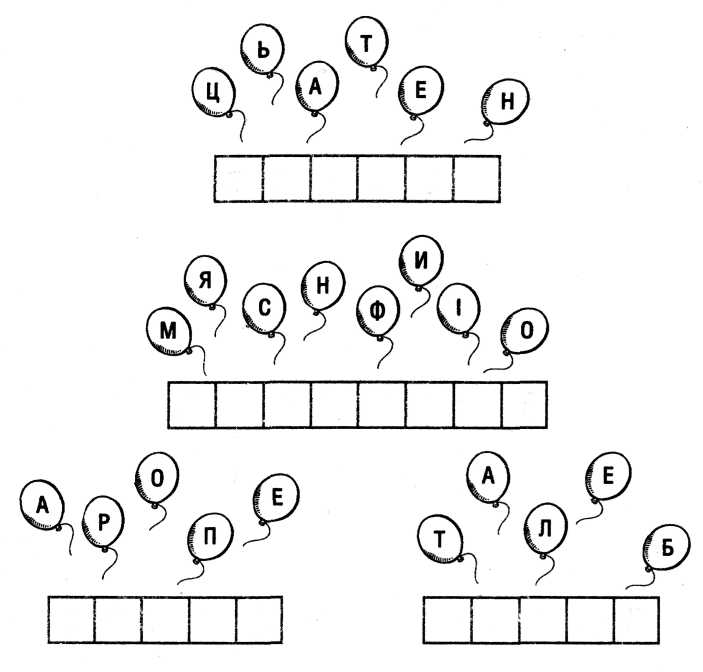 Ц Ь А Т Е Н
М Я С Н Ф И І О
А Р О П Е
Т А Л Е Б